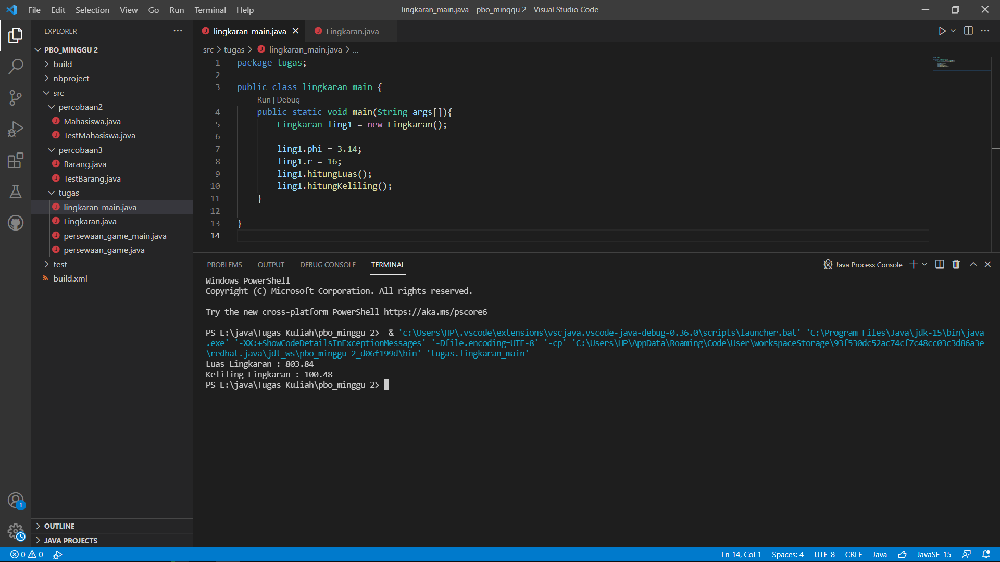 File Edit Selection View Go Run Terminal Help
lingkaran_main.java - pbo_minggu 2 - Visual Studio Code
EXPLORER
PBO_MINGGU 2
build
nbproject
src
percobaan2
Mahasiswa.java
TestMahasiswa.java
percobaan3
Barang.java
TestBarang.java
tugas
lingkaran_main.java
Lingkaran.java
persewaan_game_main.java
persewaan_game.java
test
build.xml
OUTLINE
JAVA PROJECTS
lingkaran_main.java
Lingkaran.java
src > tugas > lingkaran_main.java > ...
1 package tugas;
2
3 public class lingkaran_main {
Run | Debug
4 public static void main(String args[]){
5 Lingkaran ling1 = new Lingkaran();
6
7 ling1.phi = 3.14;
8 ling1.r = 16;
9 ling1.hitungLuas();
10 ling1.hitungKeliling();
11 }
12
13 }
14
PROBLEMS OUTPUT DEBUG CONSOLE TERMINAL
Java Process Console
Windows PowerShell
Copyright (C) Microsoft Corporation. All rights reserved.
Try the new cross-platform PowerShell https://aka.ms/pscore6
PS E:\java\Tugas Kuliah\pbo_minggu 2>  & 'c:\Users\HP\.vscode\extensions\vscjava.vscode-java-debug-0.36.0\scripts\launcher.bat' 'C:\Program Files\Java\jdk-15\bin\java
.exe' '-XX:+ShowCodeDetailsInExceptionMessages' '-Dfile.encoding=UTF-8' '-cp' 'C:\Users\HP\AppData\Roaming\Code\User\workspaceStorage\93f530dc52ac74cf7c48cc03c3d86a3e
\redhat.java\jdt_ws\pbo_minggu 2_d06f199d\bin' 'tugas.lingkaran_main'
Luas Lingkaran : 803.84
Keliling Lingkaran : 100.48
PS E:\java\Tugas Kuliah\pbo_minggu 2>
1
0 0
Ln 14, Col 1 Spaces: 4 UTF-8 CRLF Java JavaSE-15